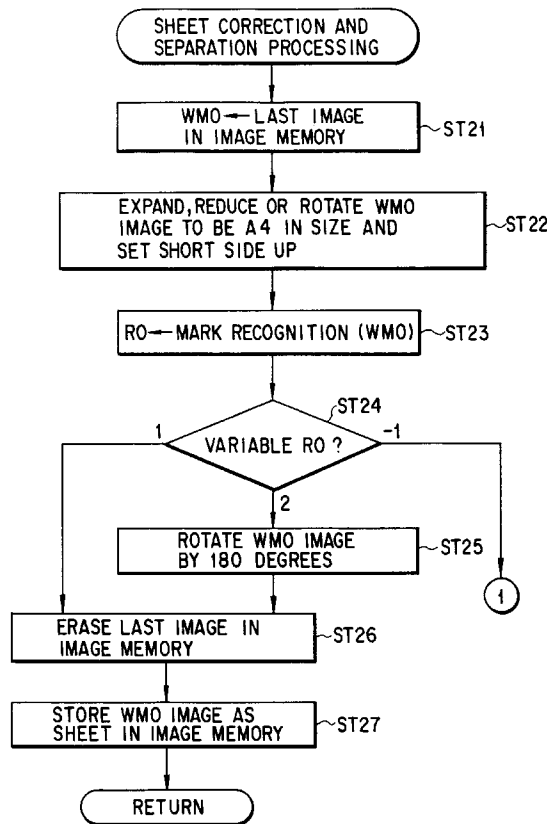 SHEET CORRECTION AND
SEPARATION PROCESSING
WMO ← LAST IMAGE
IN IMAGE MEMORY
ST21
EXPAND, REDUCE OR ROTATE WMO
IMAGE TO BE A4 IN SIZE AND
SET SHORT SIDE UP
ST22
RO ← MARK RECOGNITION (WMO)
ST23
ST24
1
VARIABLE RO ?
-1
2
ROTATE WMO IMAGE
BY 180 DEGREES
ST25
1
ERASE LAST IMAGE IN
IMAGE MEMORY
ST26
STORE WMO IMAGE AS
SHEET IN IMAGE MEMORY
ST27
RETURN